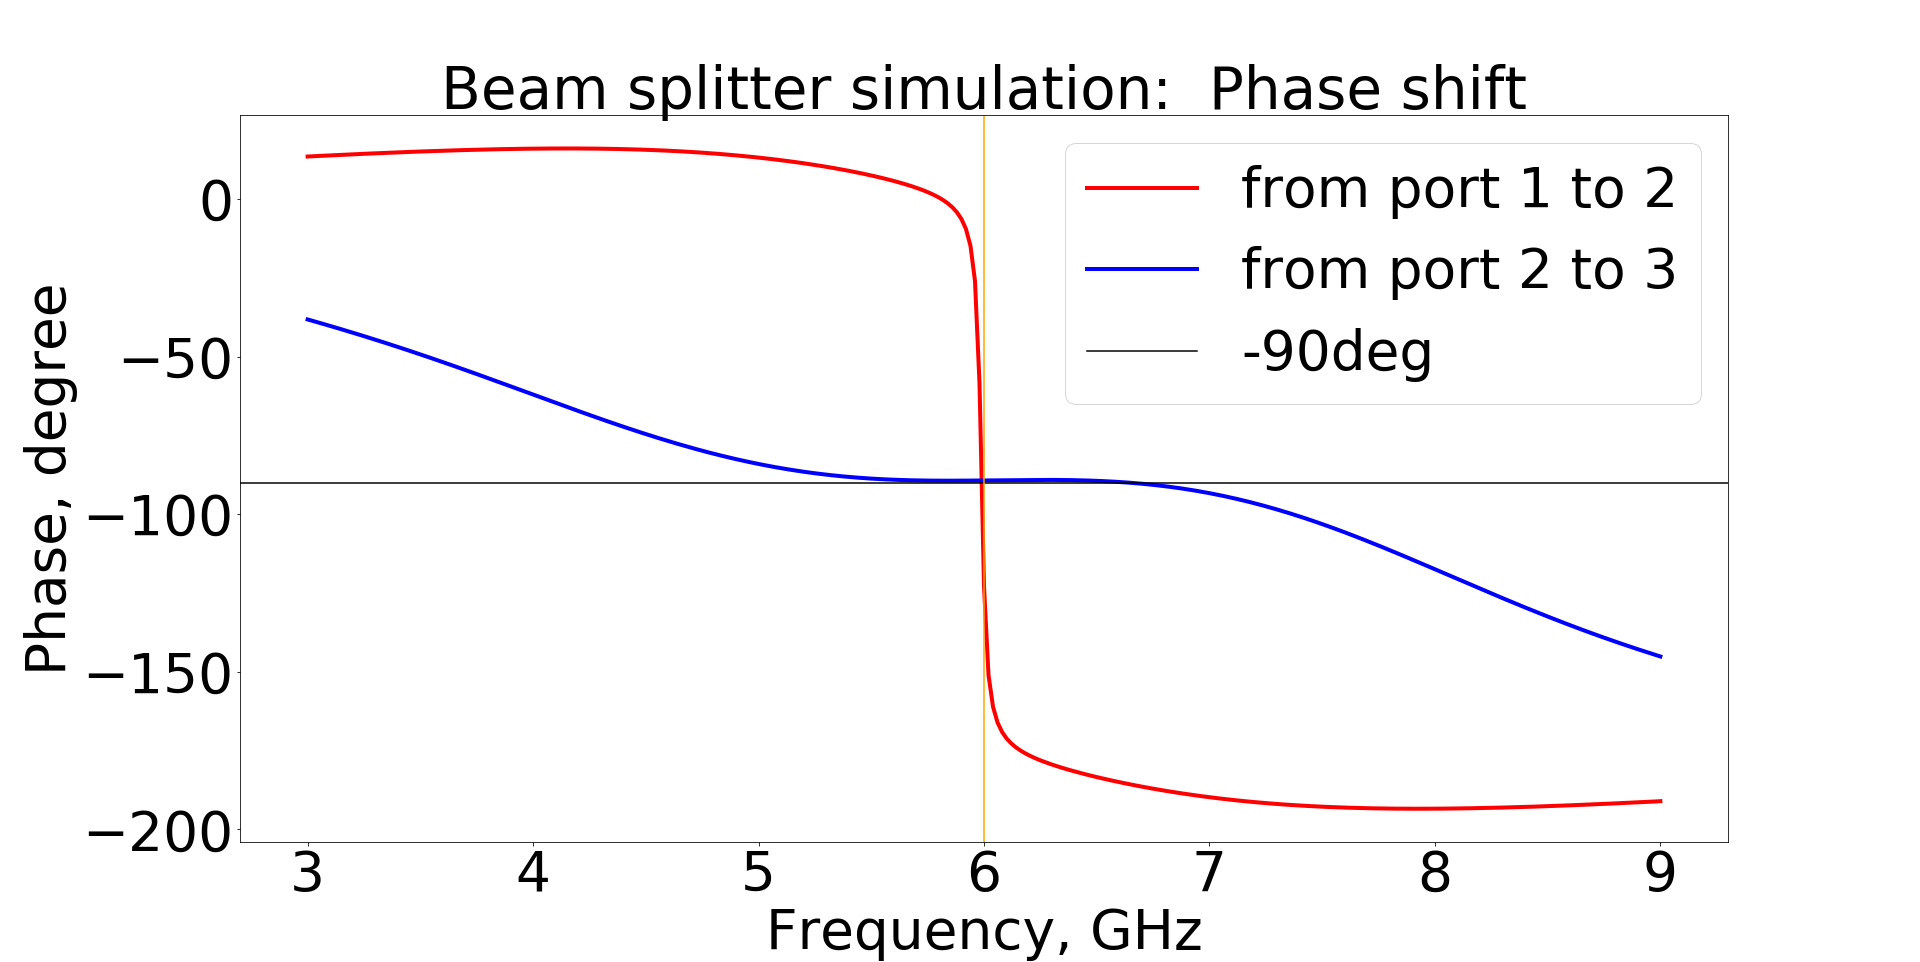 Beam splitter simulation:  Phase shift
from port 1 to 2
from port 2 to 3
-90deg
Phase, degree
0
−50
−100
−150
−200
3 4 5 6 7 8 9
Frequency, GHz